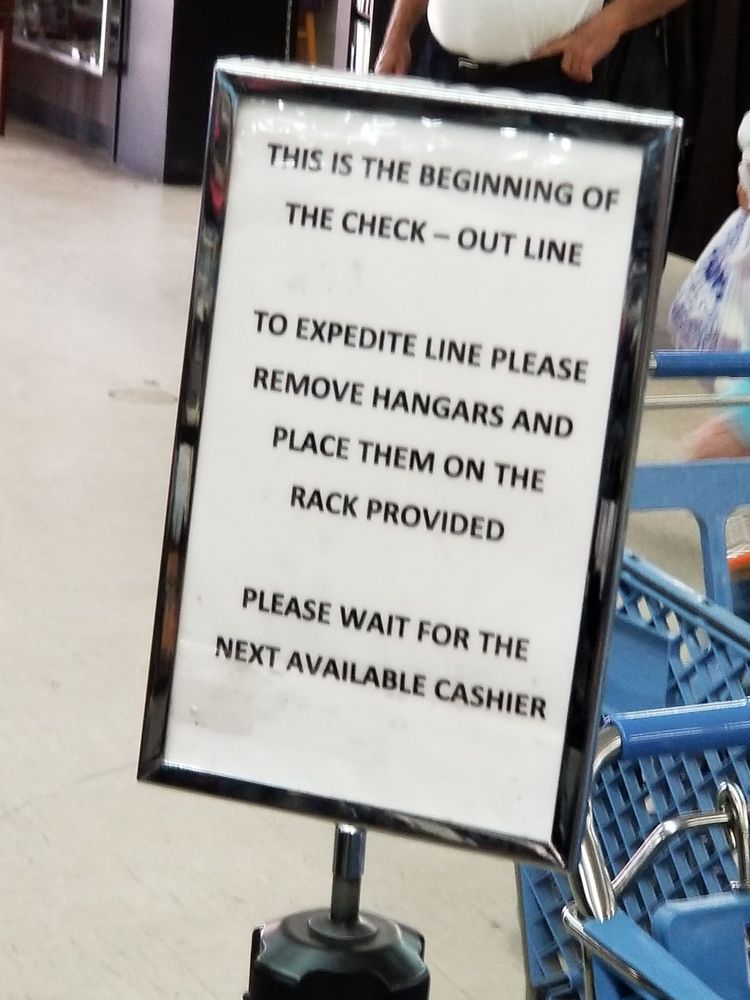 THIS IS THE BEGINNING OF
THE CHECK – OUT LINE
TO EXPEDITE LINE PLEASE
REMOVE HANGARS AND
PLACE THEM ON THE
RACK PROVIDED
PLEASE WAIT FOR THE
NEXT AVAILABLE CASHIER